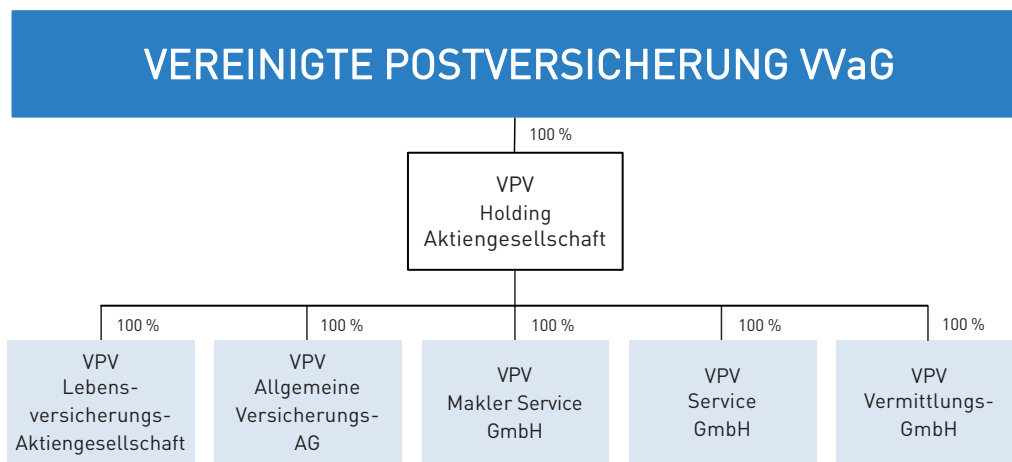 VEREINIGTE POSTVERSICHERUNG VVaG
100 %
VPV
Holding
Aktiengesellschaft
100 %
100 %
100 %
100 %
100 %
VPV
Lebens-
versicherungs-
Aktiengesellschaft
VPV
Allgemeine
Versicherungs-
AG
VPV
Makler Service
GmbH
VPV
Service
GmbH
VPV
Vermittlungs-
GmbH